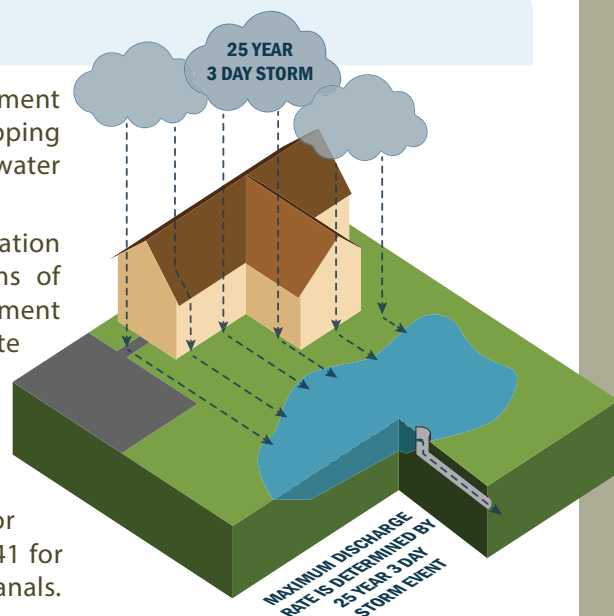 25 YEAR
3 DAY STORM
ment
ping
water
ation
ns of
ment
te
or
41 for
anals.
MAXIMUM DISCHARGE
RATE IS DETERMINED BY
25 YEAR 3 DAY
STORM EVENT